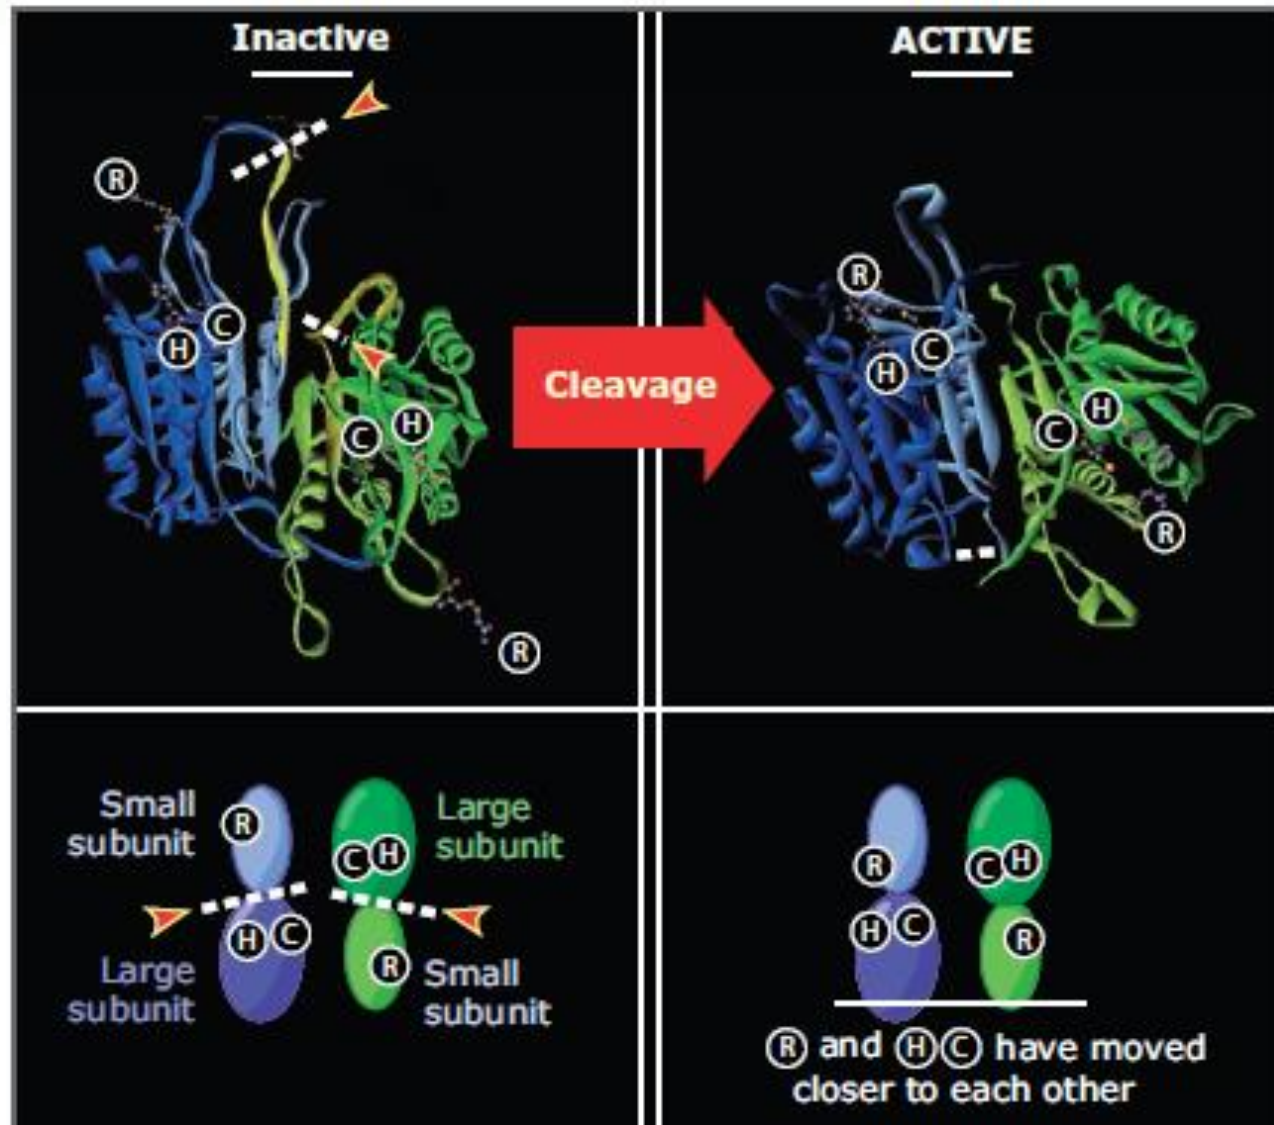 Inactive
ACTIVE
R
H
C
C
H
R
Cleavage
R
H
C
C
H
R
Small
subunit
R
Large
subunit
C
H
H
C
Large
subunit
R
Small
subunit
R
C
H
H
C
R
R and H C have moved
closer to each other